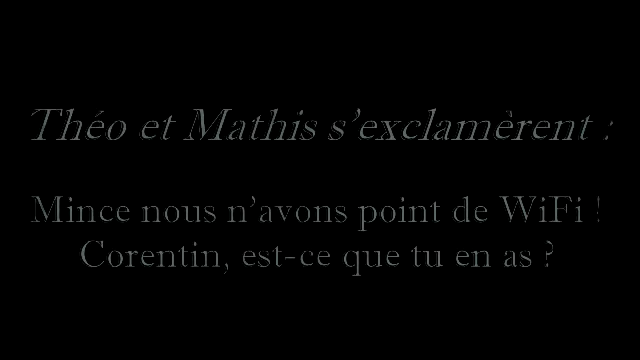 Théo et Mathis s'exclamèrent :
Mince nous n'avons point de WiFi !
Corentin, est-ce que tu en as ?